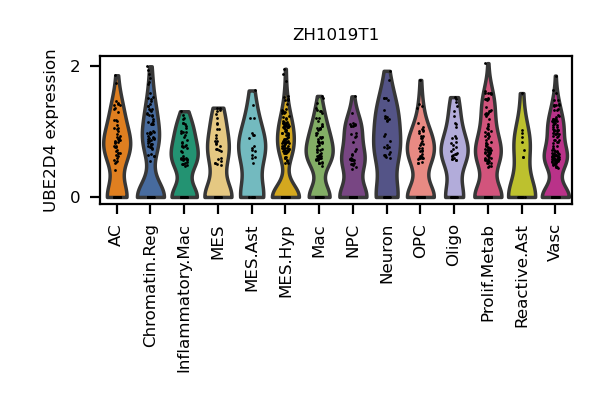 ZH1019T1
UBE2D4 expression
2
0
AC
Chromatin.Reg
Inflammatory.Mac
MES
MES.Ast
MES.Hyp
Mac
NPC
Neuron
OPC
Oligo
Prolif.Metab
Reactive.Ast
Vasc